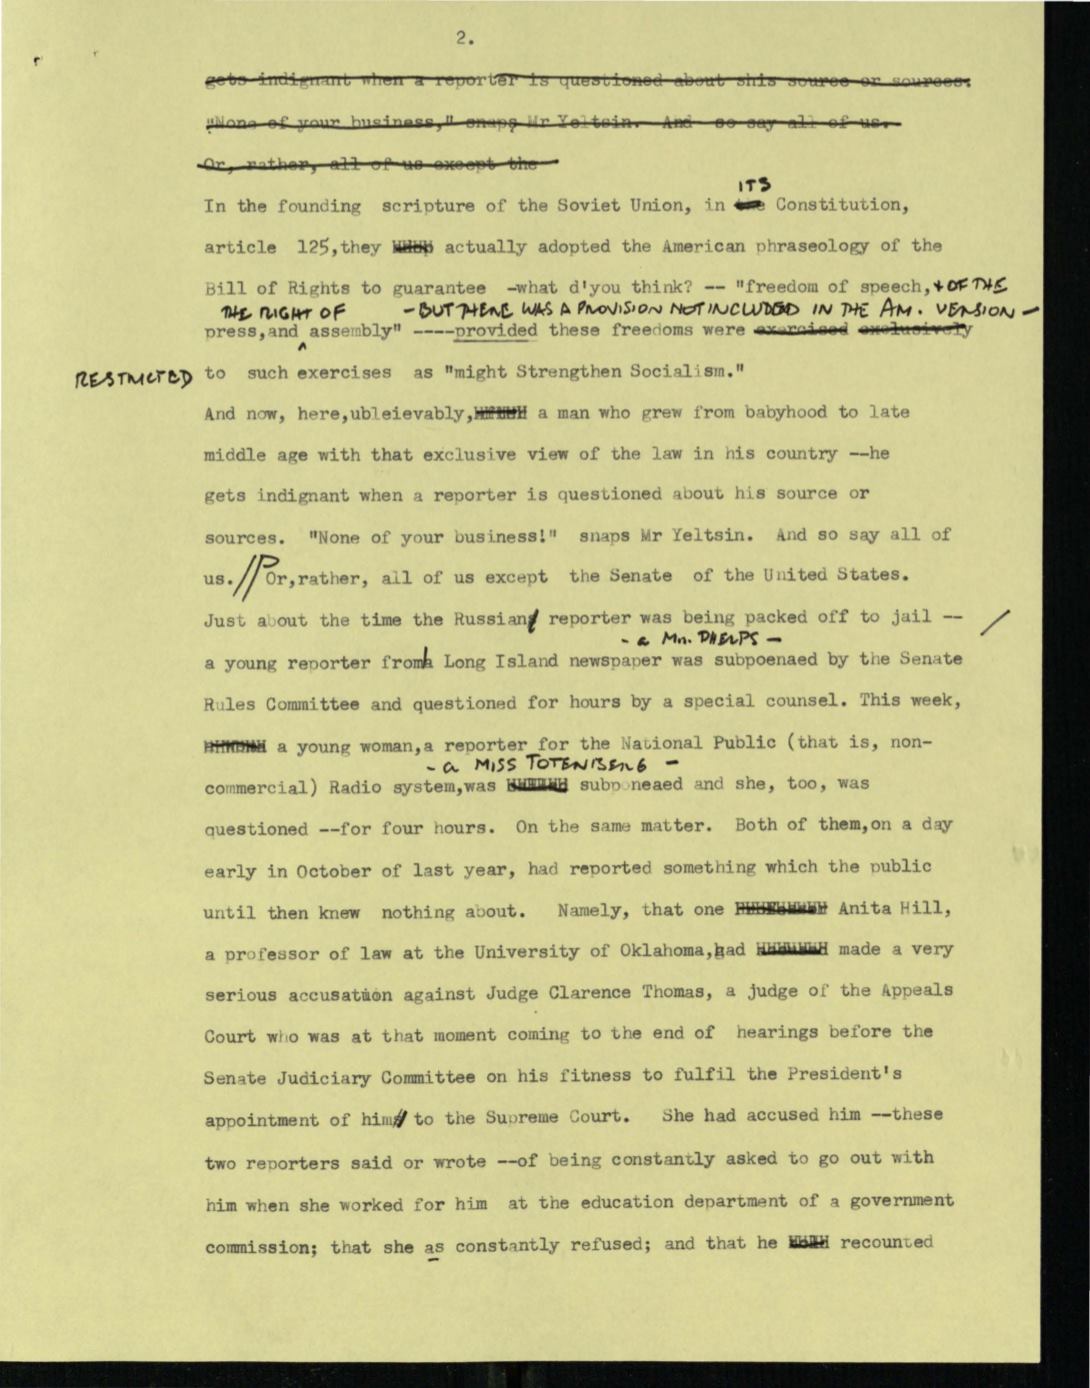 2.
gets indignant when a reporter is questioned about shis source or sources.
"None of your business," snaps Mr Yeltsin. And so say all of us.
Or, rather, all of us except the
ITS
In the founding scripture of the Soviet Union, in Constitution,
article 125,they actually adopted the American phraseology of the
Bill of Rights to guarantee -what d'you think? -- "freedom of speech,+ OF THE
THE RIGHT OF - BUT THERE WAS A PROVISION NOT INCLUDED IN THE AM. VERSION -
press,and assembly" ----provided these freedoms were exercised exclusively
RESTRICTED to such exercises as "might Strengthen Socialism."
And now, here,ubleievably, a man who grew from babyhood to late
middle age with that exclusive view of the law in his country --he
gets indignant when a reporter is questioned about his source or
sources. "None of your business!" snaps Mr Yeltsin. And so say all of
us.//P Or,rather, all of us except the Senate of the United States.
Just about the time the Russian reporter was being packed off to jail -- /
- a Mr. PHELPS -
a young reporter from a Long Island newspaper was subpoenaed by the Senate
Rules Committee and questioned for hours by a special counsel. This week,
a young woman,a reporter for the National Public (that is, non-
- a MISS TOTENBERG -
commercial) Radio system,was subponeaed and she, too, was
questioned --for four hours. On the same matter. Both of them,on a day
early in October of last year, had reported something which the public
until then knew nothing about. Namely, that one Anita Hill,
a professor of law at the University of Oklahoma,had made a very
serious accusation against Judge Clarence Thomas, a judge of the Appeals
Court who was at that moment coming to the end of hearings before the
Senate Judiciary Committee on his fitness to fulfil the President's
appointment of him to the Supreme Court. She had accused him --these
two reporters said or wrote --of being constantly asked to go out with
him when she worked for him at the education department of a government
commission; that she as constantly refused; and that he recounted